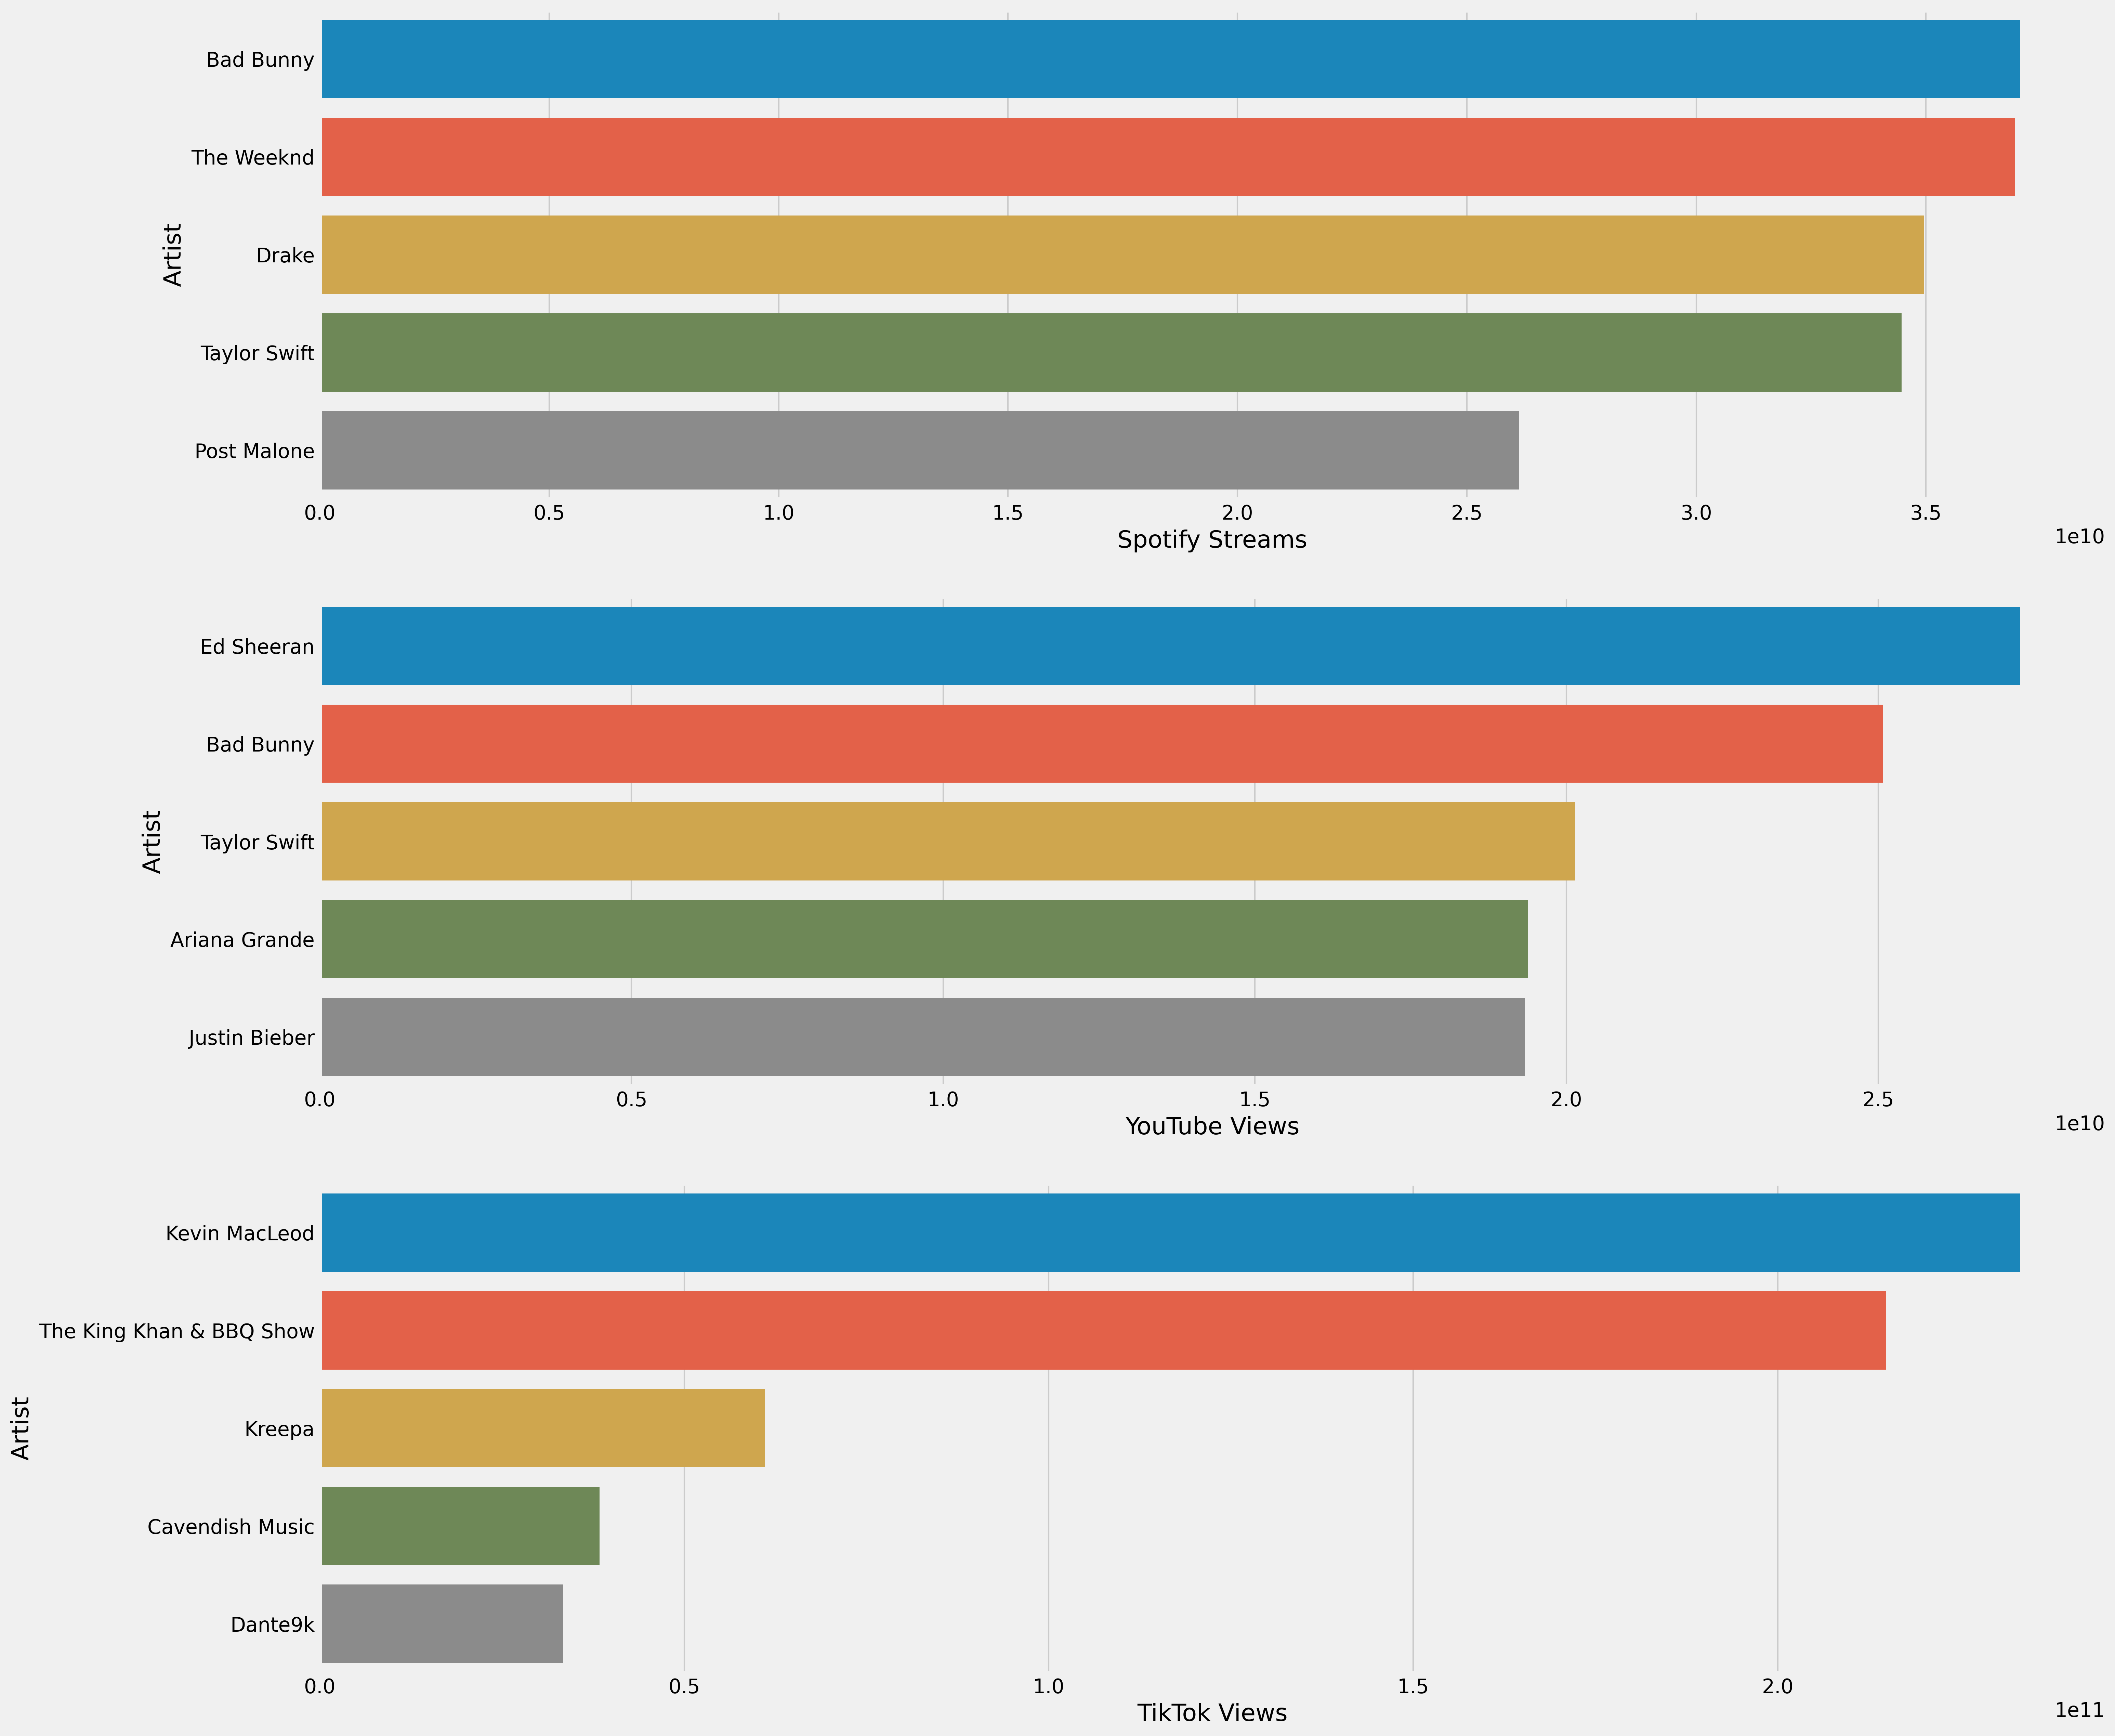 Bad Bunny
The Weeknd
Drake
Taylor Swift
Post Malone
Artist
0.0 0.5 1.0 1.5 2.0 2.5 3.0 3.5
Spotify Streams
1e10
Ed Sheeran
Bad Bunny
Taylor Swift
Ariana Grande
Justin Bieber
Artist
0.0 0.5 1.0 1.5 2.0 2.5
YouTube Views
1e10
Kevin MacLeod
The King Khan & BBQ Show
Kreepa
Cavendish Music
Dante9k
Artist
0.0 0.5 1.0 1.5 2.0
TikTok Views
1e11